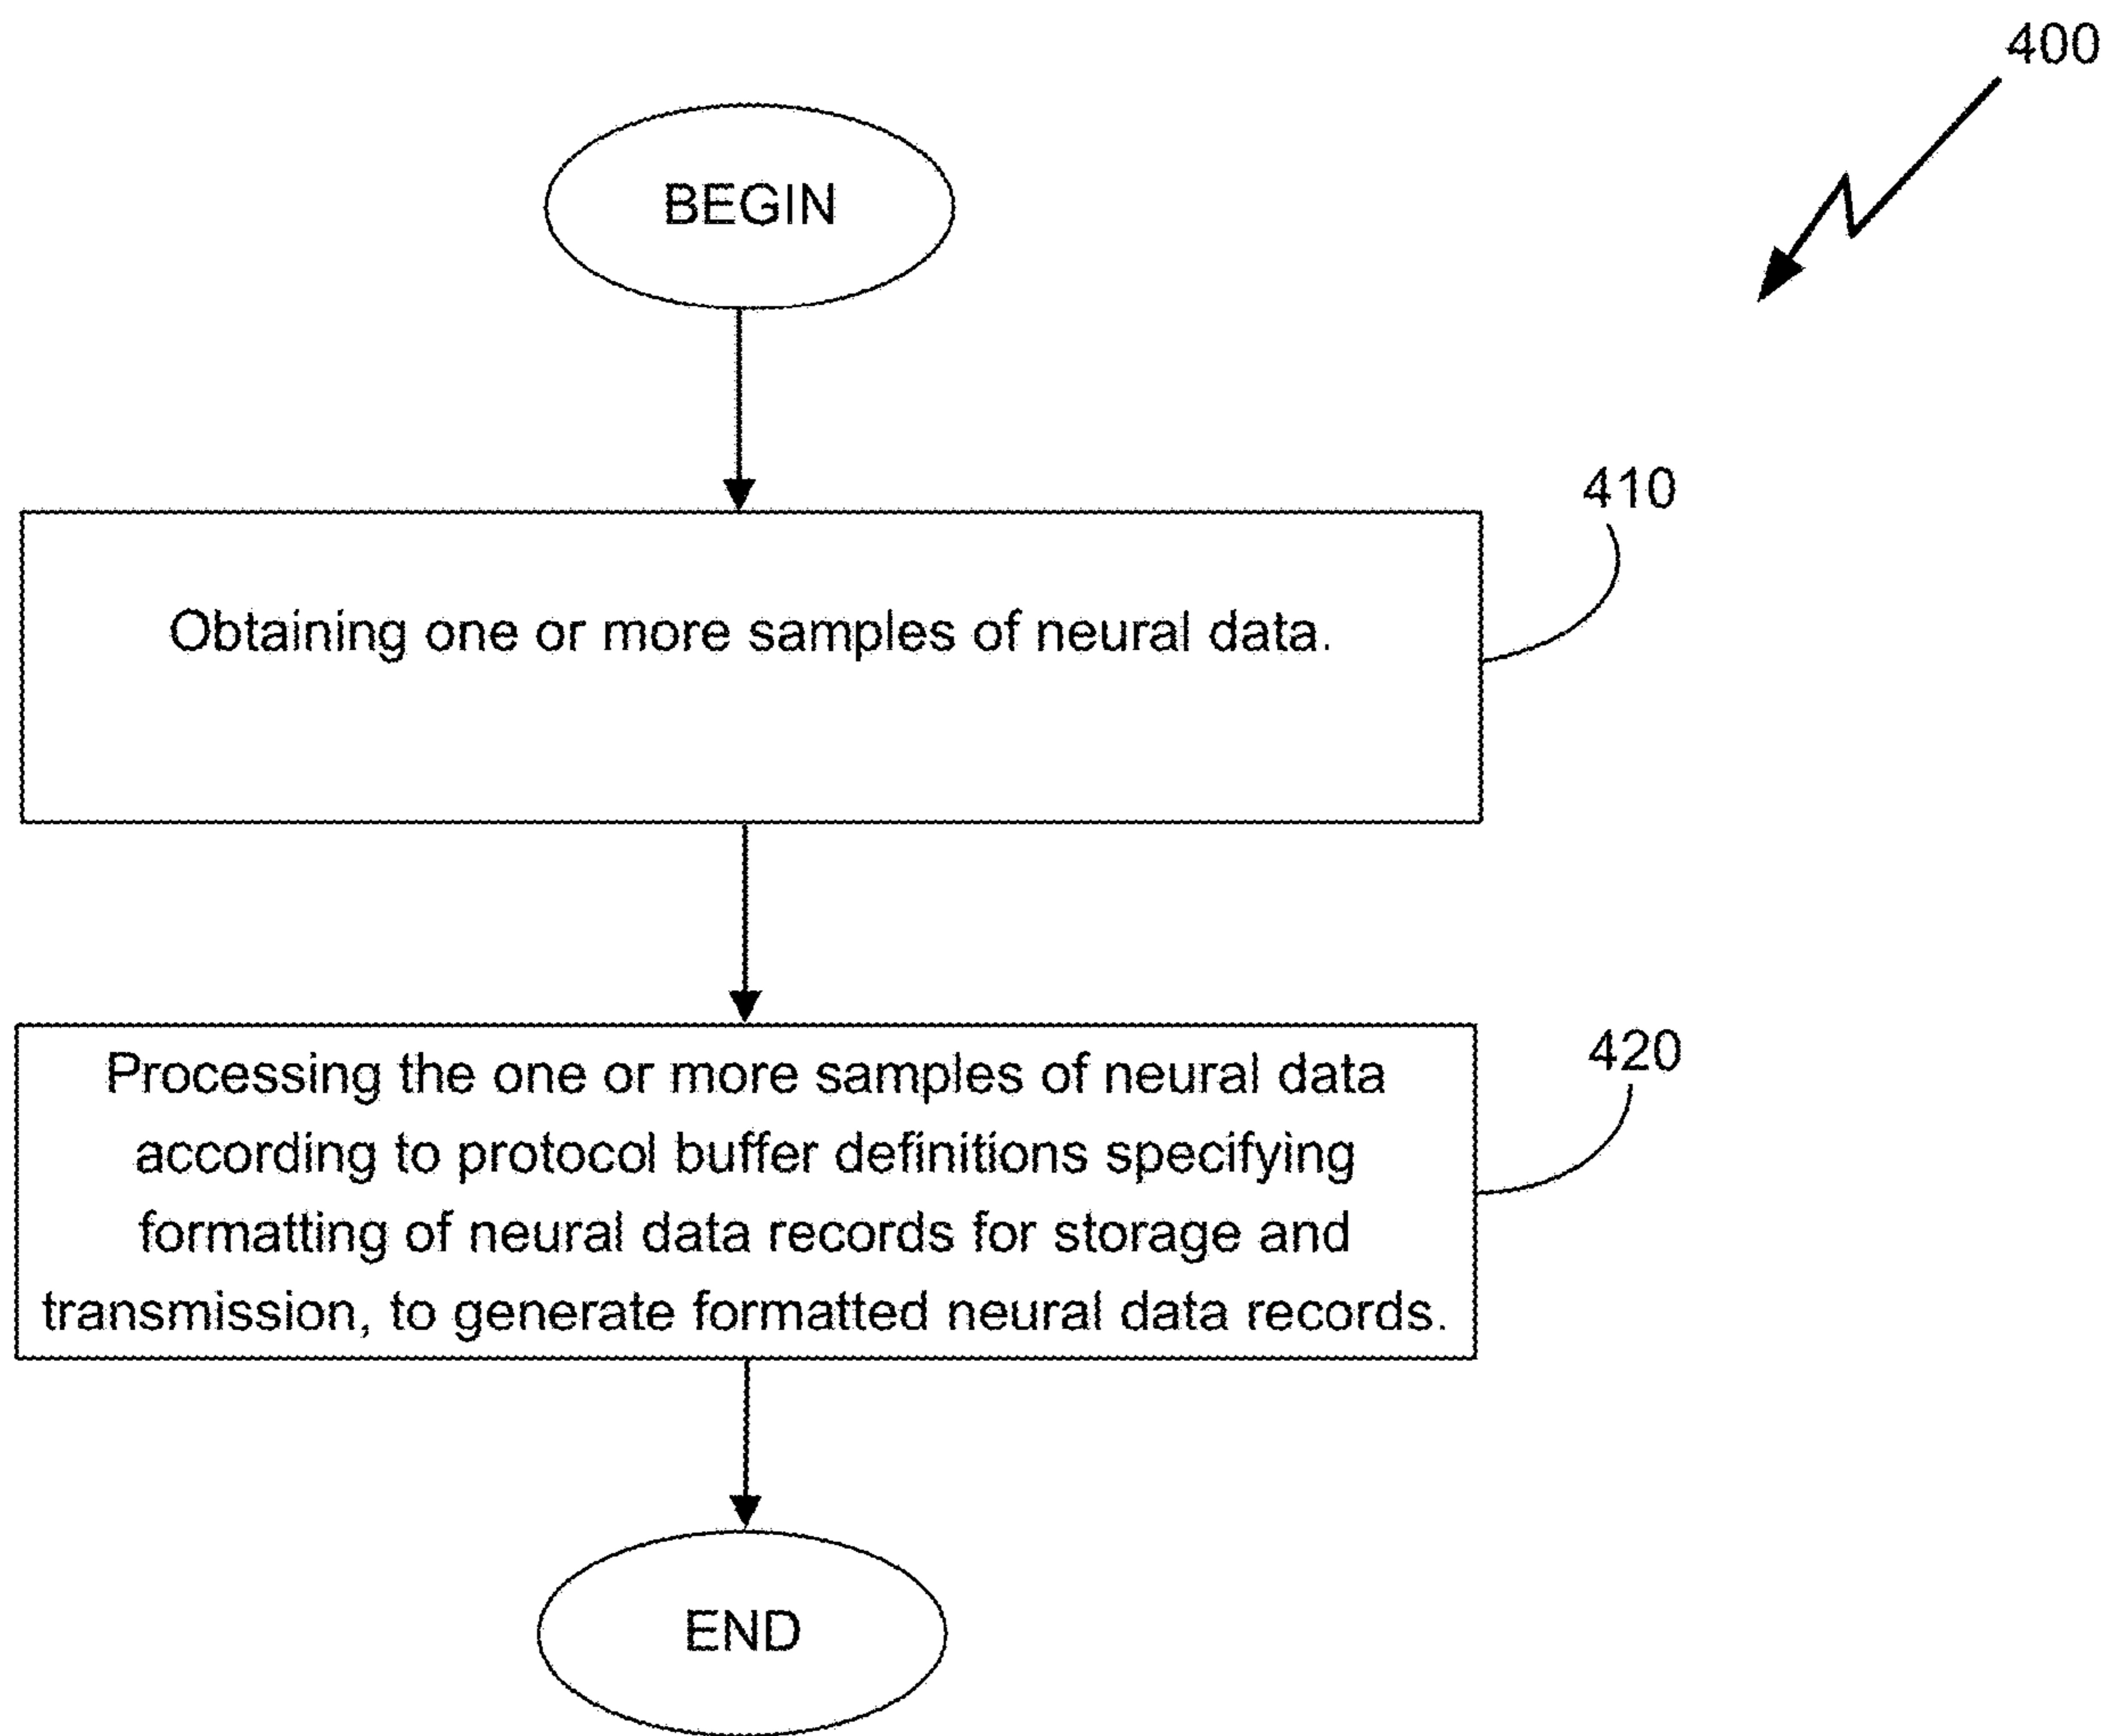 400
BEGIN
410
Obtaining one or more samples of neural data.
420
Processing the one or more samples of neural data
according to protocol buffer definitions specifying
formatting of neural data records for storage and
transmission, to generate formatted neural data records.
END